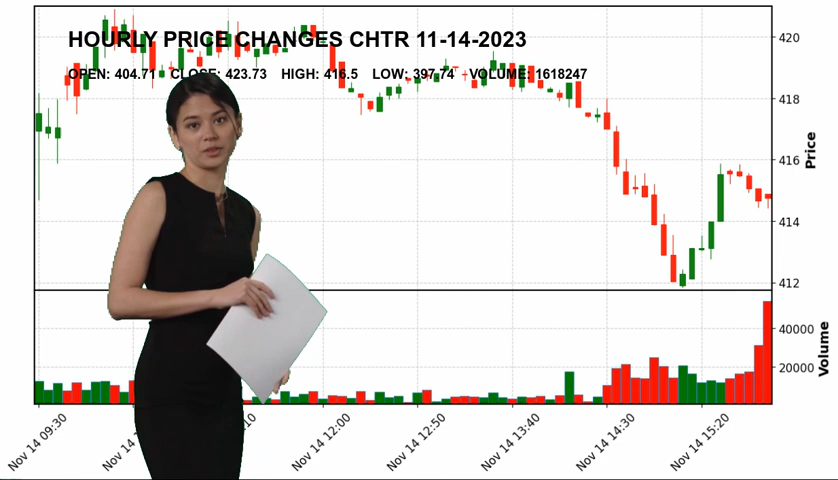 HOURLY PRICE CHANGES CHTR 11-14-2023
OPEN: 404.71 CLOSE: 423.73 HIGH: 416.5 LOW: 397.74 VOLUME: 1618247
420
418
416
414
412
Price
40000
20000
Volume
Nov 14 09:30
Nov 14 12:00
Nov 14 12:50
Nov 14 13:40
Nov 14 14:30
Nov 14 15:20